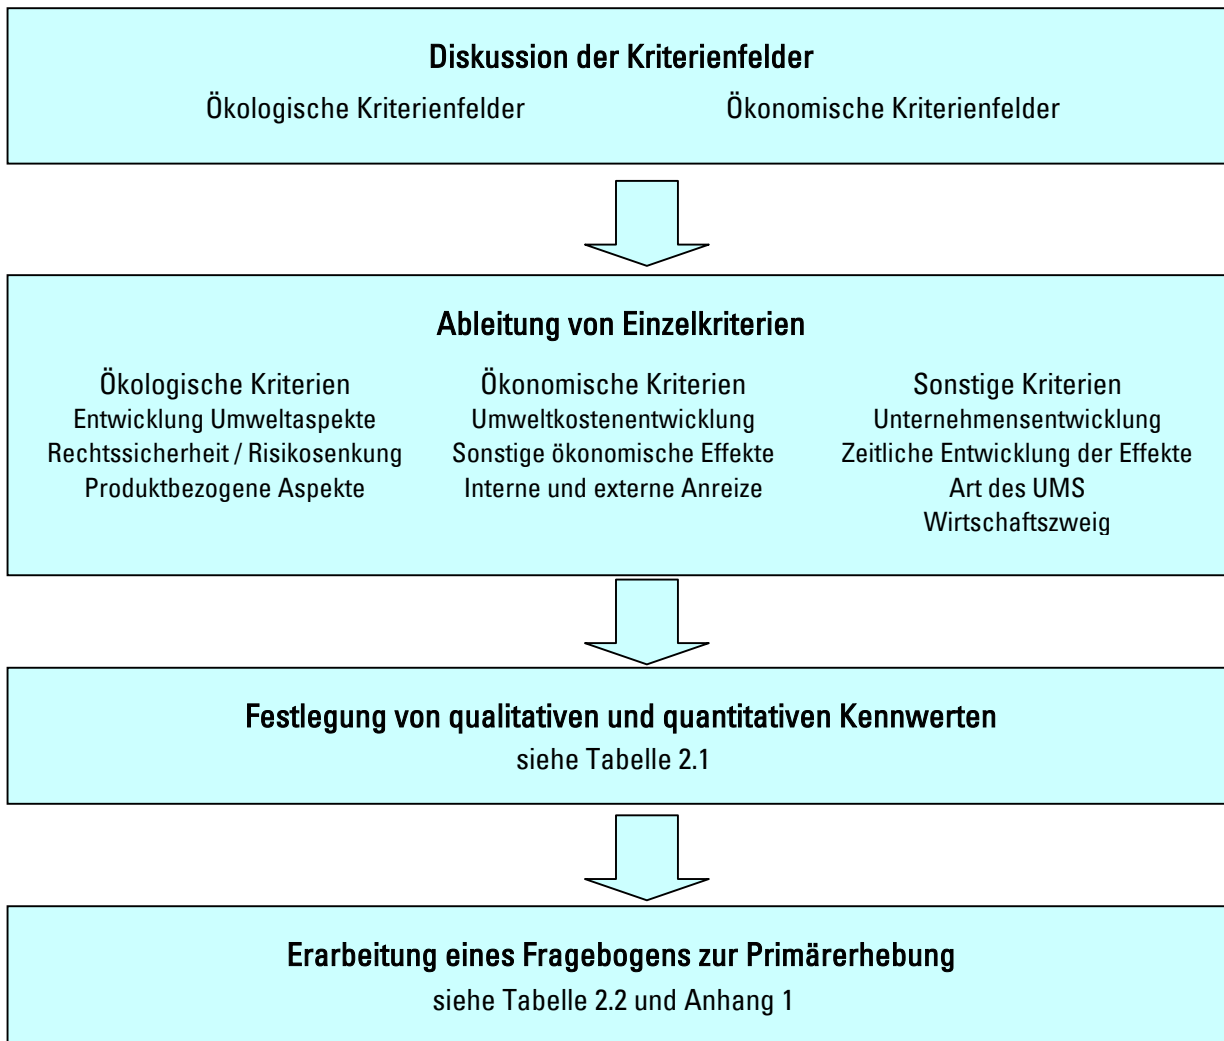 Diskussion der Kriterienfelder
Ökologische Kriterienfelder
Ökonomische Kriterienfelder
Ableitung von Einzelkriterien
Ökologische Kriterien
Entwicklung Umweltaspekte
Rechtssicherheit / Risikosenkung
Produktbezogene Aspekte
Ökonomische Kriterien
Umweltkostenentwicklung
Sonstige ökonomische Effekte
Interne und externe Anreize
Sonstige Kriterien
Unternehmensentwicklung
Zeitliche Entwicklung der Effekte
Art des UMS
Wirtschaftszweig
Festlegung von qualitativen und quantitativen Kennwerten
siehe Tabelle 2.1
Erarbeitung eines Fragebogens zur Primärerhebung
siehe Tabelle 2.2 und Anhang 1